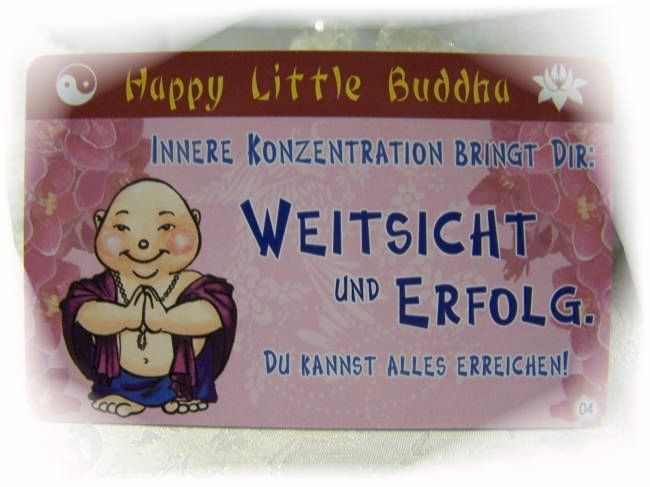 Happy Little Buddha
Innere Konzentration bringt Dir:
Weitsicht
und Erfolg.
Du kannst alles erreichen!
04